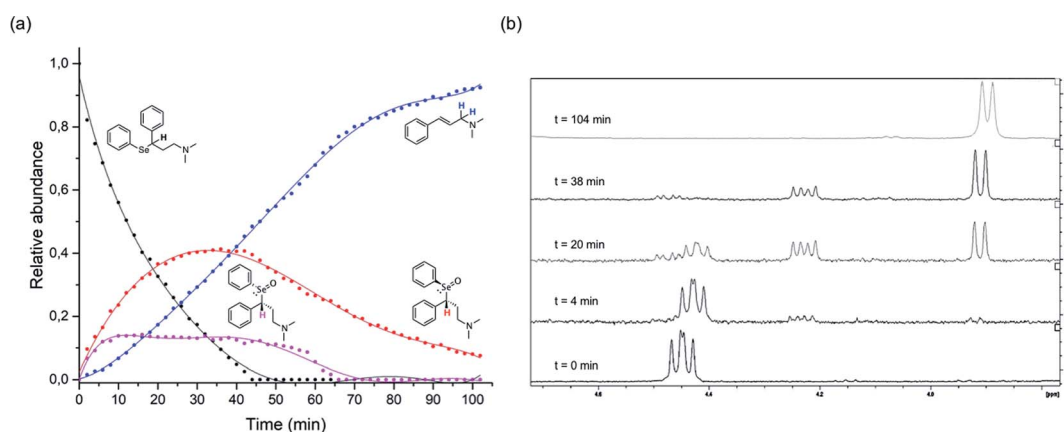 (a)
(b)
1,0
0,8
0,6
0,4
0,2
0,0
Relative abundance
0 10 20 30 40 50 60 70 80 90 100
Time (min)
Se
H
N
H
H
N
Se
O
H
N
Se
O
H
N
t = 104 min
t = 38 min
t = 20 min
t = 4 min
t = 0 min
4.6 4.4 4.2 4.0 [ppm]